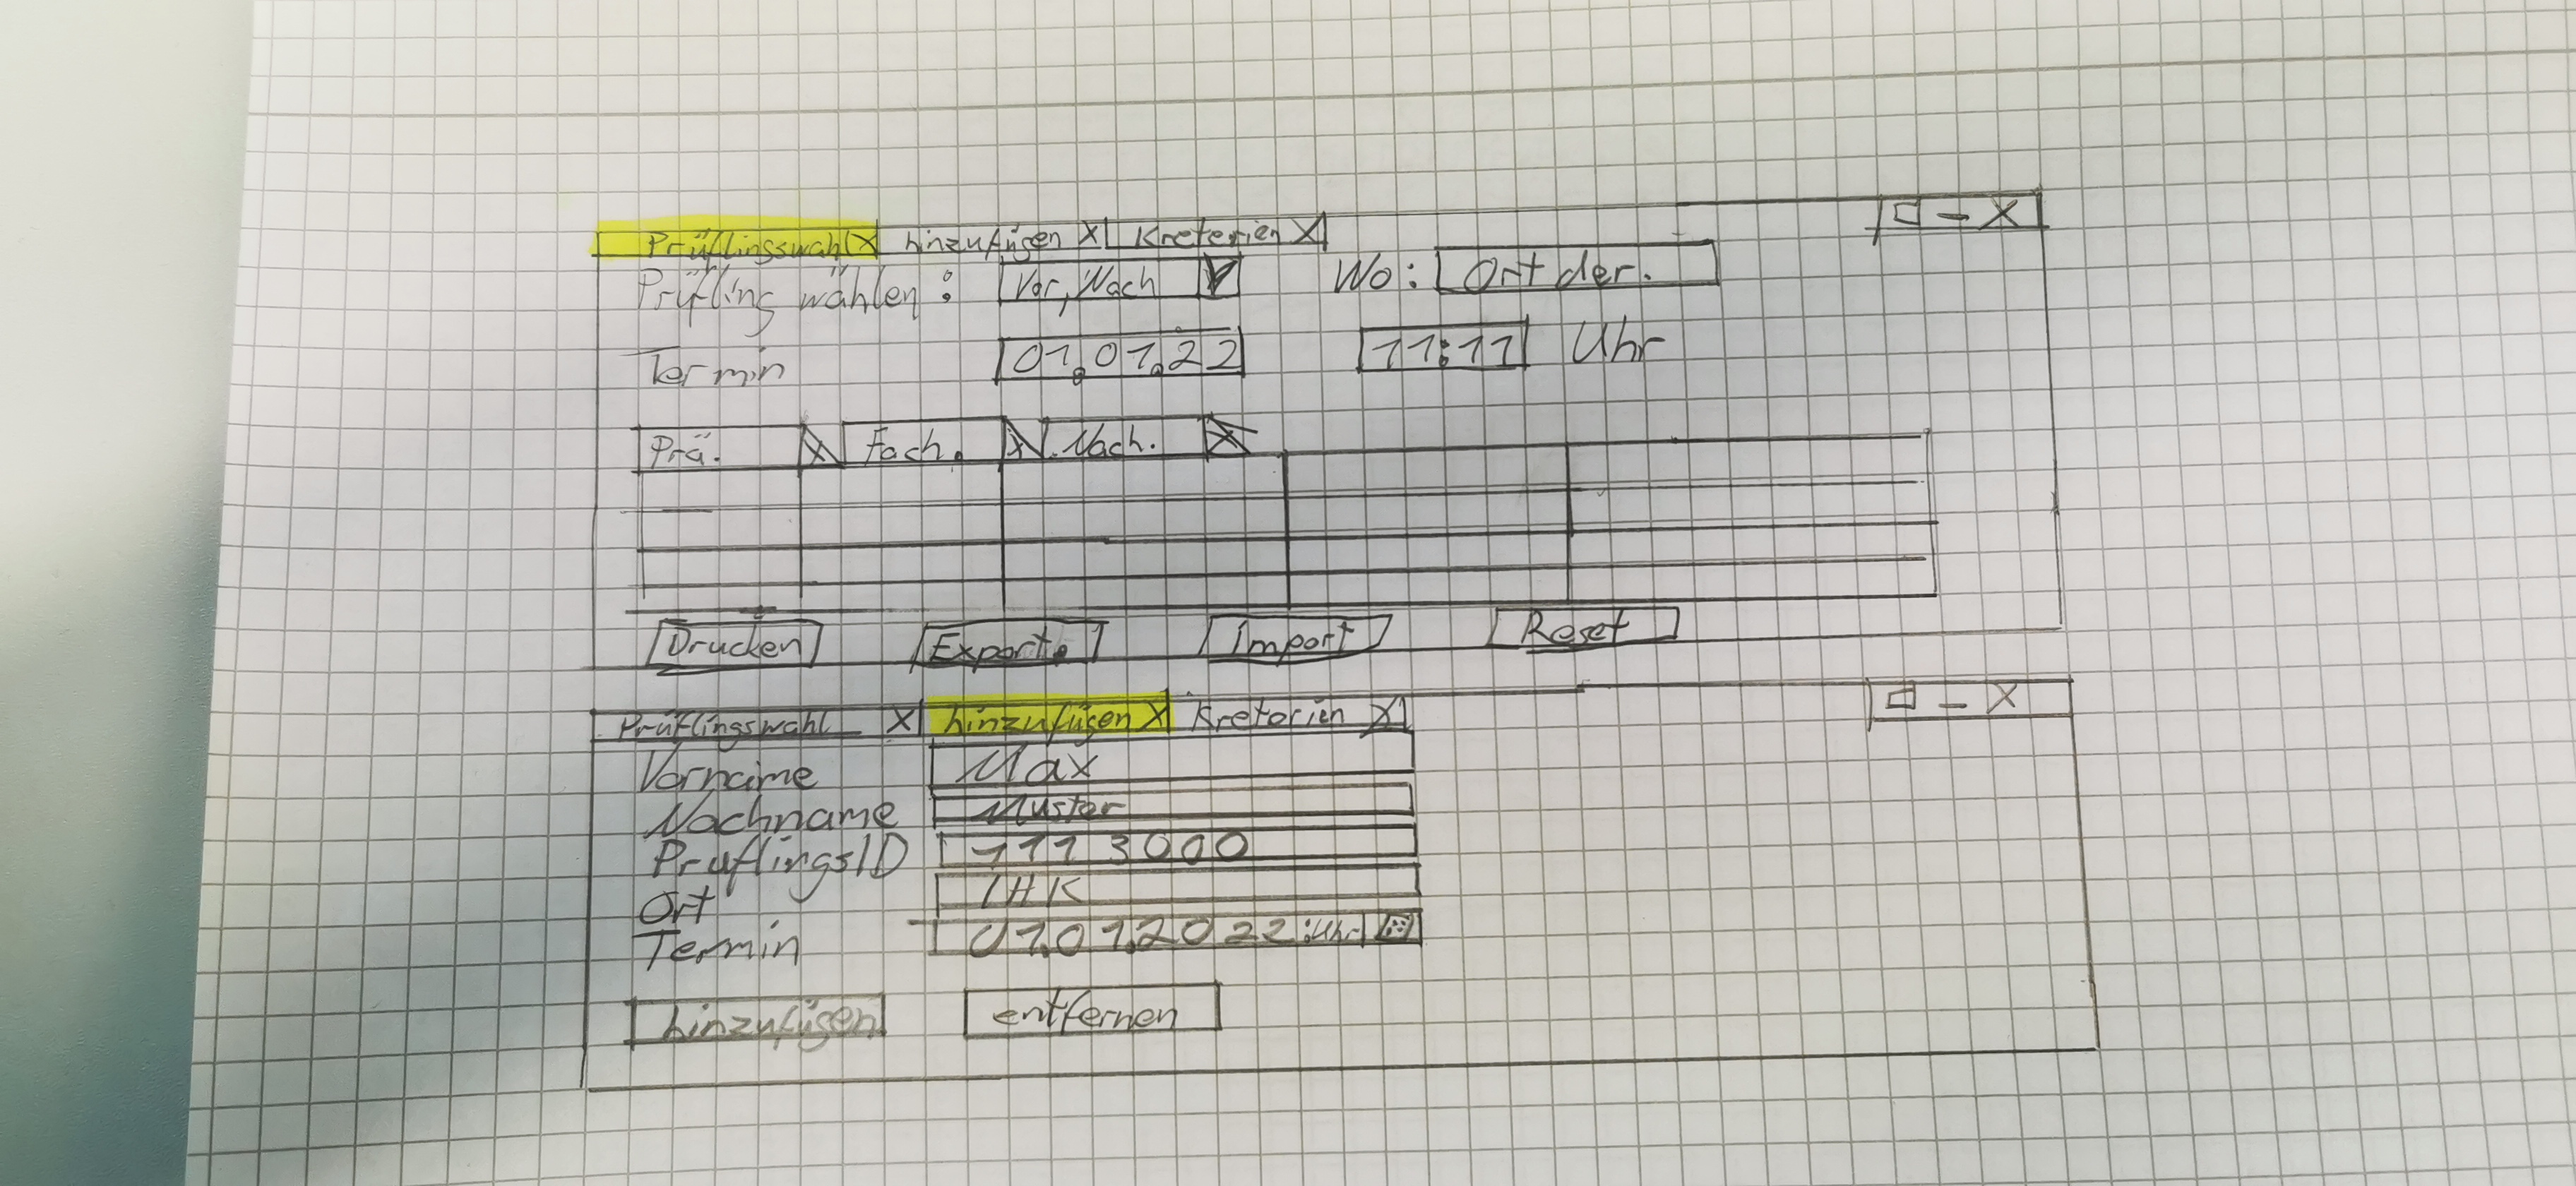 Prüflingswahl X hinzufügen X Kreterien X □ - X
Prüfling wählen: Vor, Nach Wo: Ort der.
Termin 01.01.22 11:11 Uhr
Prä. X Fach. X Nach. X
Drucken Export. Import Reset
Prüflingswahl X hinzufügen X Kreterien X □ - X
Vorname Max
Nachname Muster
PrüflingsID 111 3000
Ort IHK
Termin 01.01.2022 :Uhr
hinzufügen entfernen